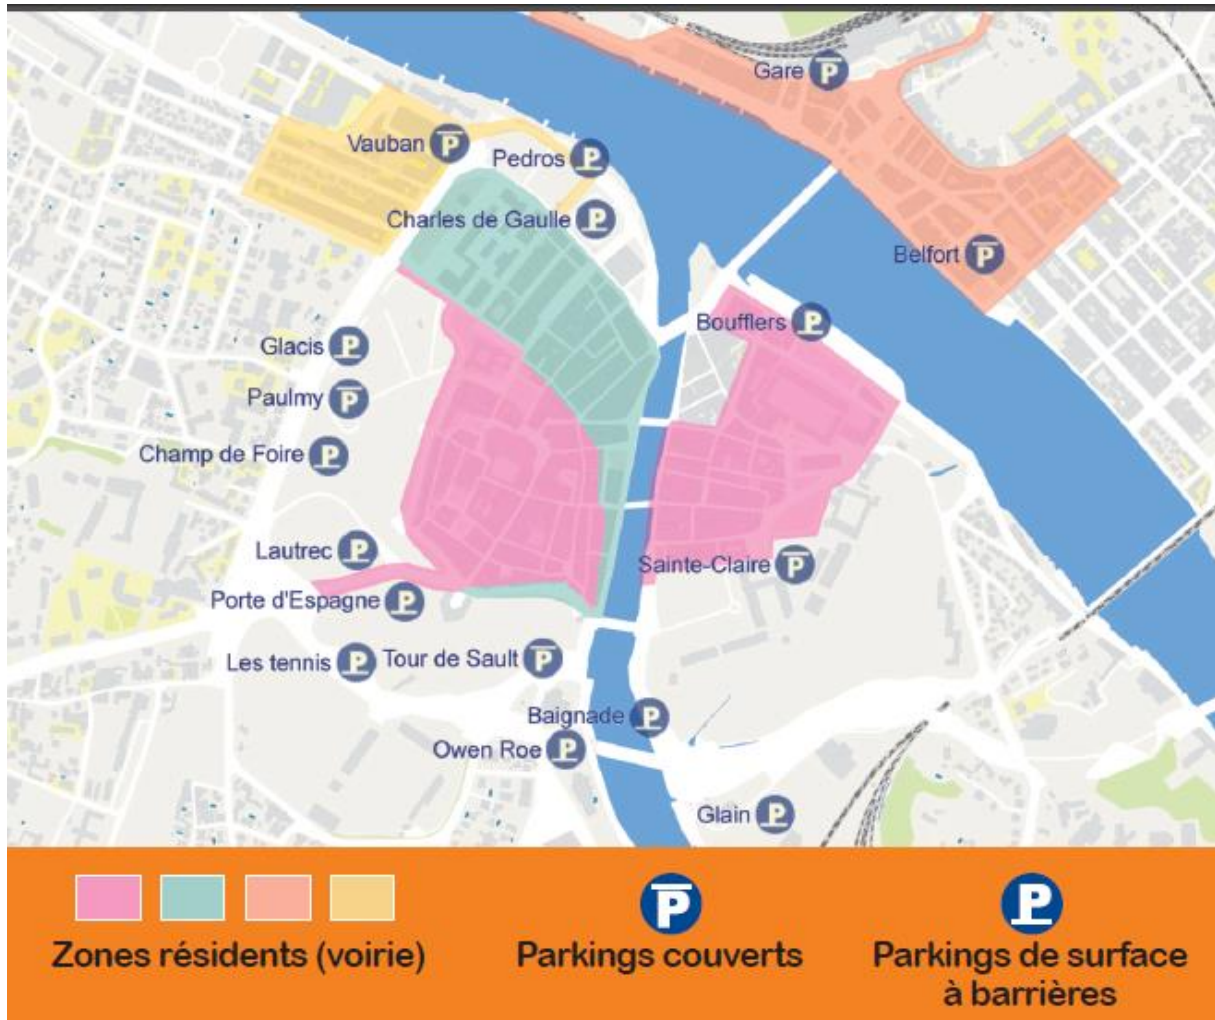 Gare
Vauban
Pedros
Charles de Gaulle
Belfort
Boufflers
Glacis
Paulmy
Champ de Foire
Lautrec
Sainte-Claire
Porte d'Espagne
Les tennis
Tour de Sault
Baignade
Owen Roe
Glain
P
P
Zones résidents (voirie)
Parkings couverts
Parkings de surface
à barrières